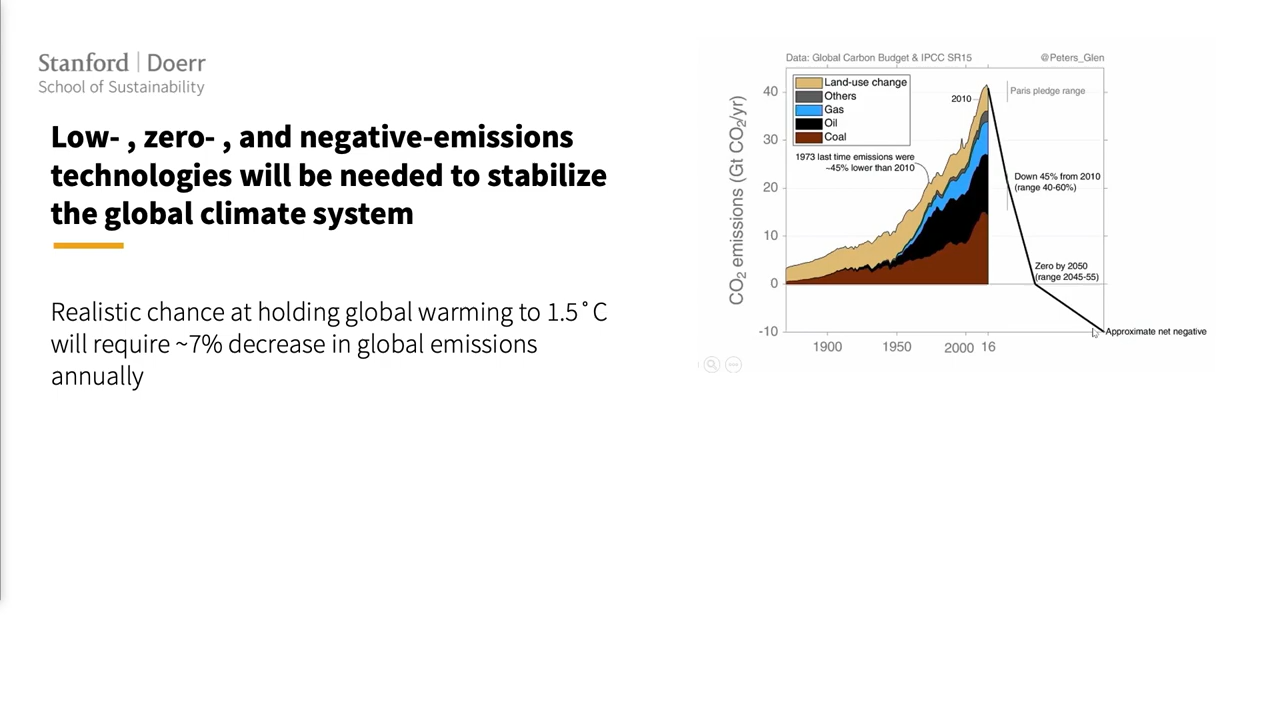 Stanford | Doerr
School of Sustainability
Low- , zero- , and negative-emissions
technologies will be needed to stabilize
the global climate system
Realistic chance at holding global warming to 1.5˚C
will require ~7% decrease in global emissions
annually
Data: Global Carbon Budget & IPCC SR15
@Peters_Glen
CO2 emissions (Gt CO2/yr)
40
30
20
10
0
-10
Land-use change
Others
Gas
Oil
Coal
2010
Paris pledge range
1973 last time emissions were
~45% lower than 2010
Down 45% from 2010
(range 40-60%)
Zero by 2050
(range 2045-55)
Approximate net negative
1900
1950
2000
16